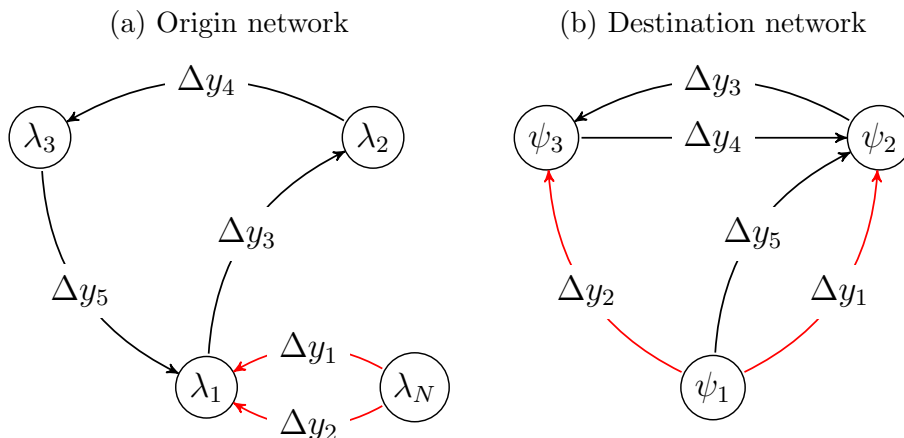 (a) Origin network
Δy₄
λ₃
λ₂
Δy₃
Δy₅
Δy₁
λ₁
λ_N
Δy₂
(b) Destination network
Δy₃
ψ₃
Δy₄
ψ₂
Δy₅
Δy₂
Δy₁
ψ₁